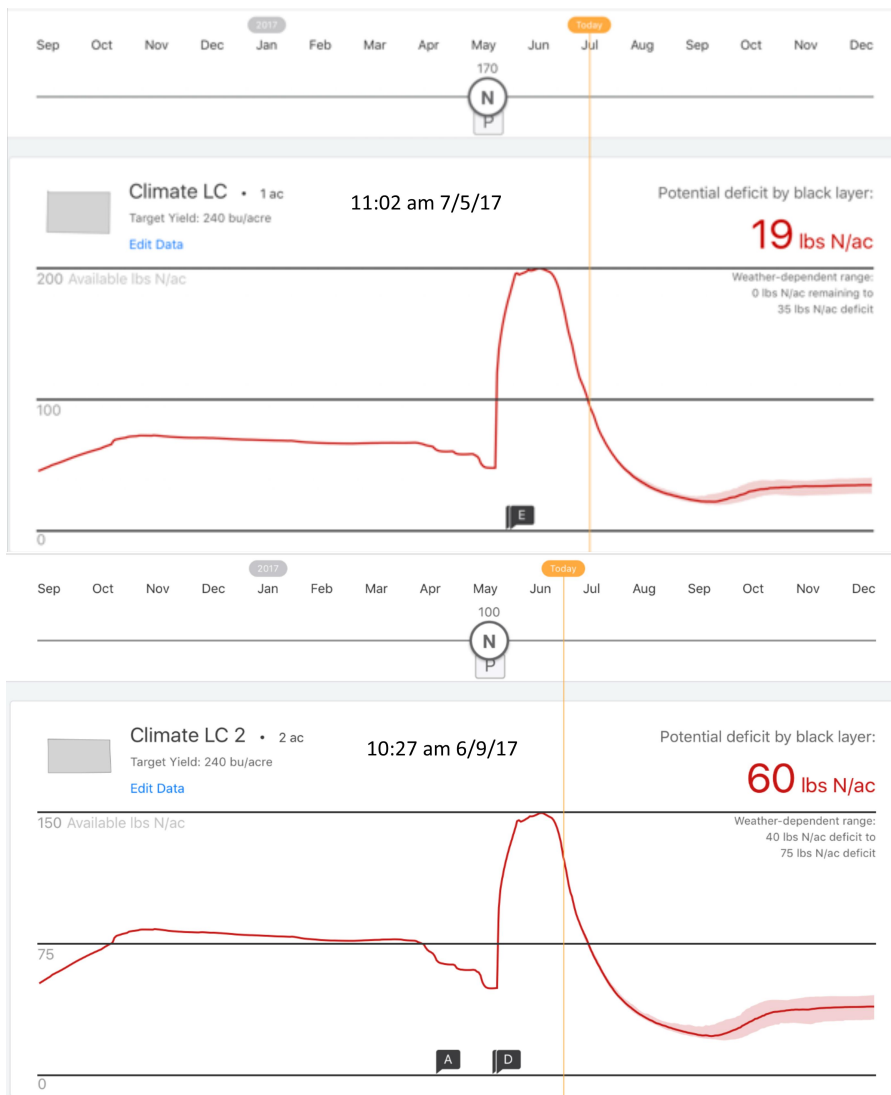 2017 Today
Sep Oct Nov Dec Jan Feb Mar Apr May Jun Jul Aug Sep Oct Nov Dec
170
N
P
Climate LC • 1 ac
11:02 am 7/5/17
Potential deficit by black layer:
Target Yield: 240 bu/acre
19 lbs N/ac
Edit Data
200 Available lbs N/ac
Weather-dependent range:
0 lbs N/ac remaining to
35 lbs N/ac deficit
100
E
0
2017 Today
Sep Oct Nov Dec Jan Feb Mar Apr May Jun Jul Aug Sep Oct Nov Dec
100
N
P
Climate LC 2 • 2 ac
10:27 am 6/9/17
Potential deficit by black layer:
Target Yield: 240 bu/acre
60 lbs N/ac
Edit Data
150 Available lbs N/ac
Weather-dependent range:
40 lbs N/ac deficit to
75 lbs N/ac deficit
75
A D
0